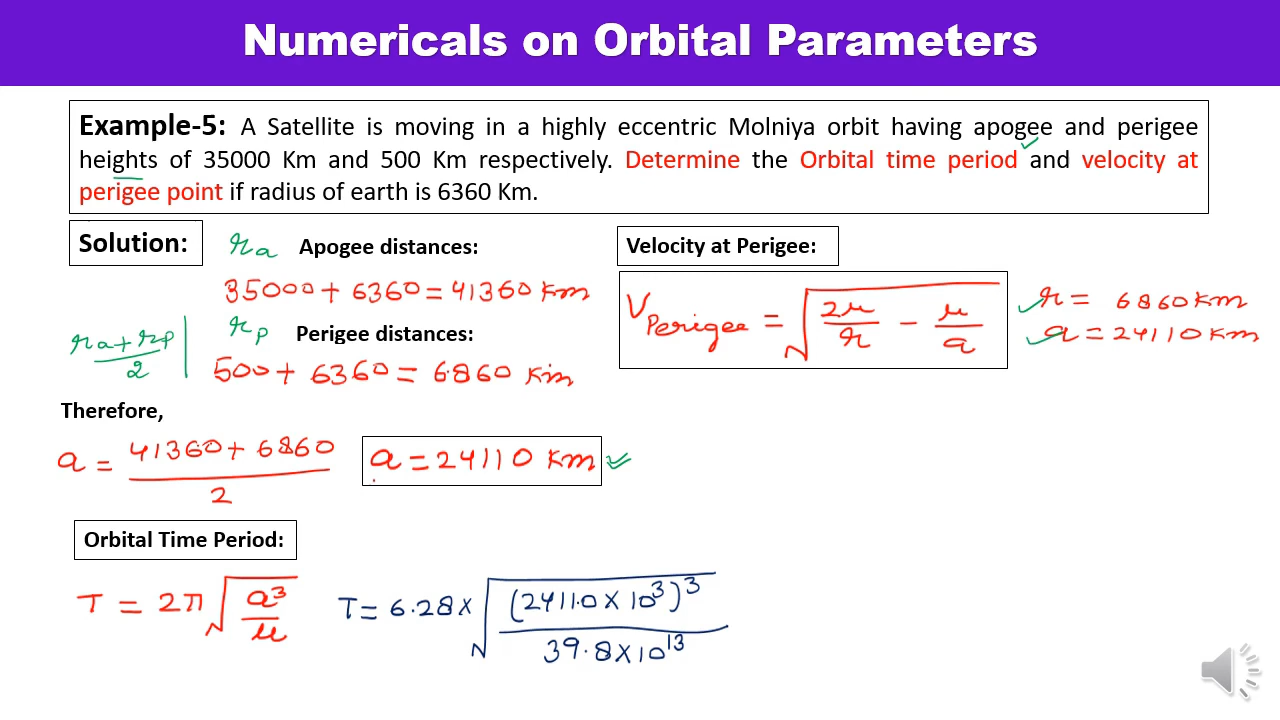 Numericals on Orbital Parameters
Example-5: A Satellite is moving in a highly eccentric Molniya orbit having apogee and perigee
heights of 35000 Km and 500 Km respectively. Determine the Orbital time period and velocity at
perigee point if radius of earth is 6360 Km.
Solution:
ra Apogee distances:
35000 + 6360 = 41360 km
rp Perigee distances:
500 + 6360 = 6860 km
ra + rp / 2
Therefore,
a = 41360 + 6860 / 2
a = 24110 km
Orbital Time Period:
T = 2π √(a³/μ)
T = 6.28 × √((24110 × 10³)³ / 39.8 × 10¹³)
Velocity at Perigee:
V Perigee = √(2μ/r − μ/a)
r = 6860 km
a = 24110 km